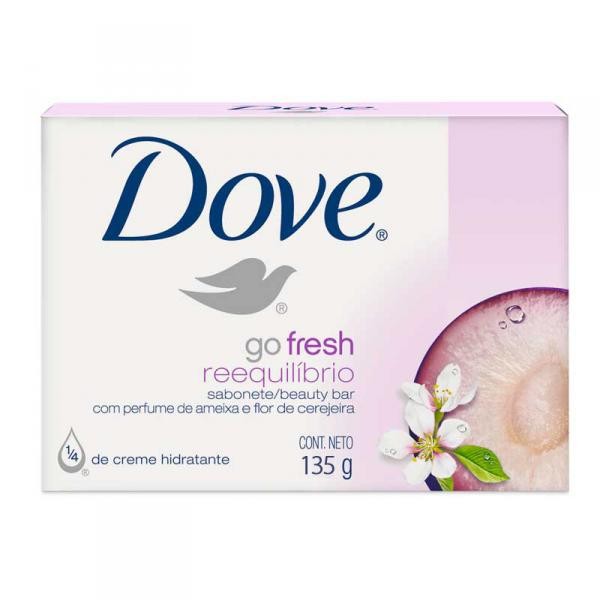 Dove
Dove®
®
go fresh
reequilíbrio
sabonete/beauty bar
com perfume de ameixa e flor de cerejeira
1/4 de creme hidratante
®
CONT. NETO
135 g